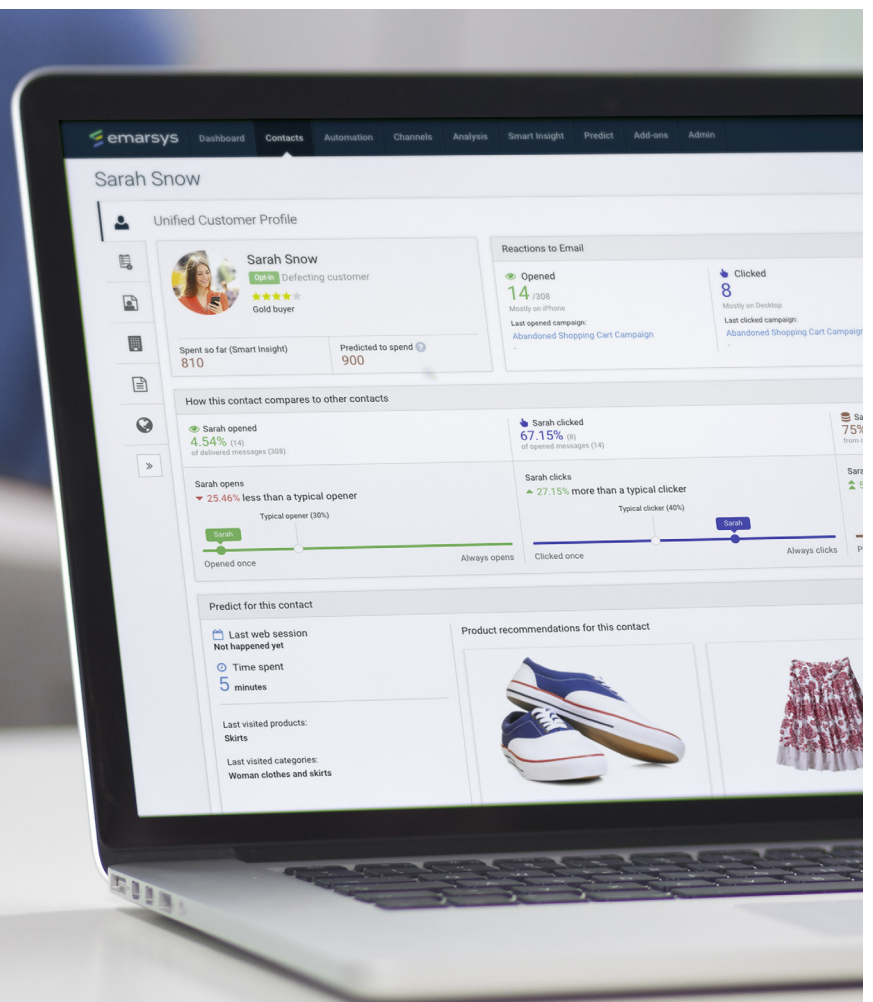 emarsys Dashboard Contacts Automation Channels Analysis Smart Insight Predict Add-ons Admin
Sarah Snow
Unified Customer Profile
Sarah Snow
Opt-in Defecting customer
Gold buyer
Spent so far (Smart Insight)
810
Predicted to spend ?
900
Reactions to Email
Opened
14 /308
Mostly on iPhone
Last opened campaign:
Abandoned Shopping Cart Campaign
-
Clicked
8
Mostly on Desktop
Last clicked campaign:
Abandoned Shopping Cart Campaign
-
How this contact compares to other contacts
Sarah opened
4.54% (14)
of delivered messages (308)
Sarah clicked
67.15% (8)
of opened messages (14)
Sa
75%
from
Sarah opens
25.46% less than a typical opener
Typical opener (30%)
Sarah
Opened once Always opens
Sarah clicks
27.15% more than a typical clicker
Typical clicker (40%)
Sarah
Clicked once Always clicks
Sara
P
Predict for this contact
Last web session
Not happened yet
Time spent
5 minutes
Last visited products:
Skirts
Last visited categories:
Woman clothes and skirts
Product recommendations for this contact